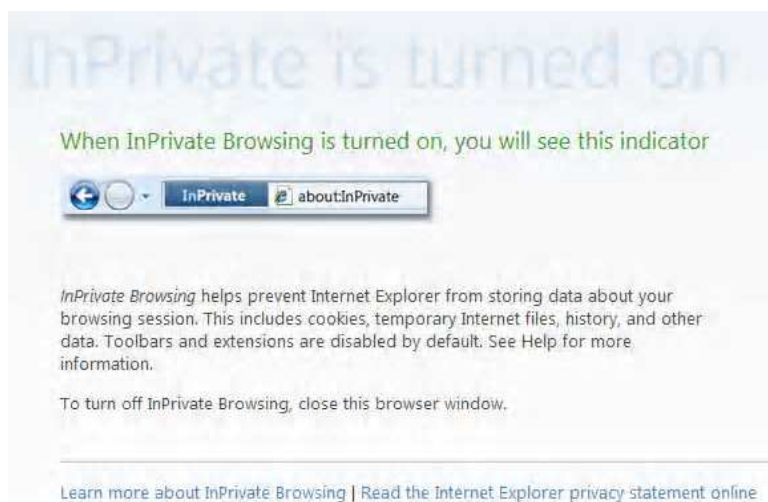 InPrivate is turned on
When InPrivate Browsing is turned on, you will see this indicator
InPrivate about:InPrivate
InPrivate Browsing helps prevent Internet Explorer from storing data about your
browsing session. This includes cookies, temporary Internet files, history, and other
data. Toolbars and extensions are disabled by default. See Help for more
information.
To turn off InPrivate Browsing, close this browser window.
Learn more about InPrivate Browsing | Read the Internet Explorer privacy statement online